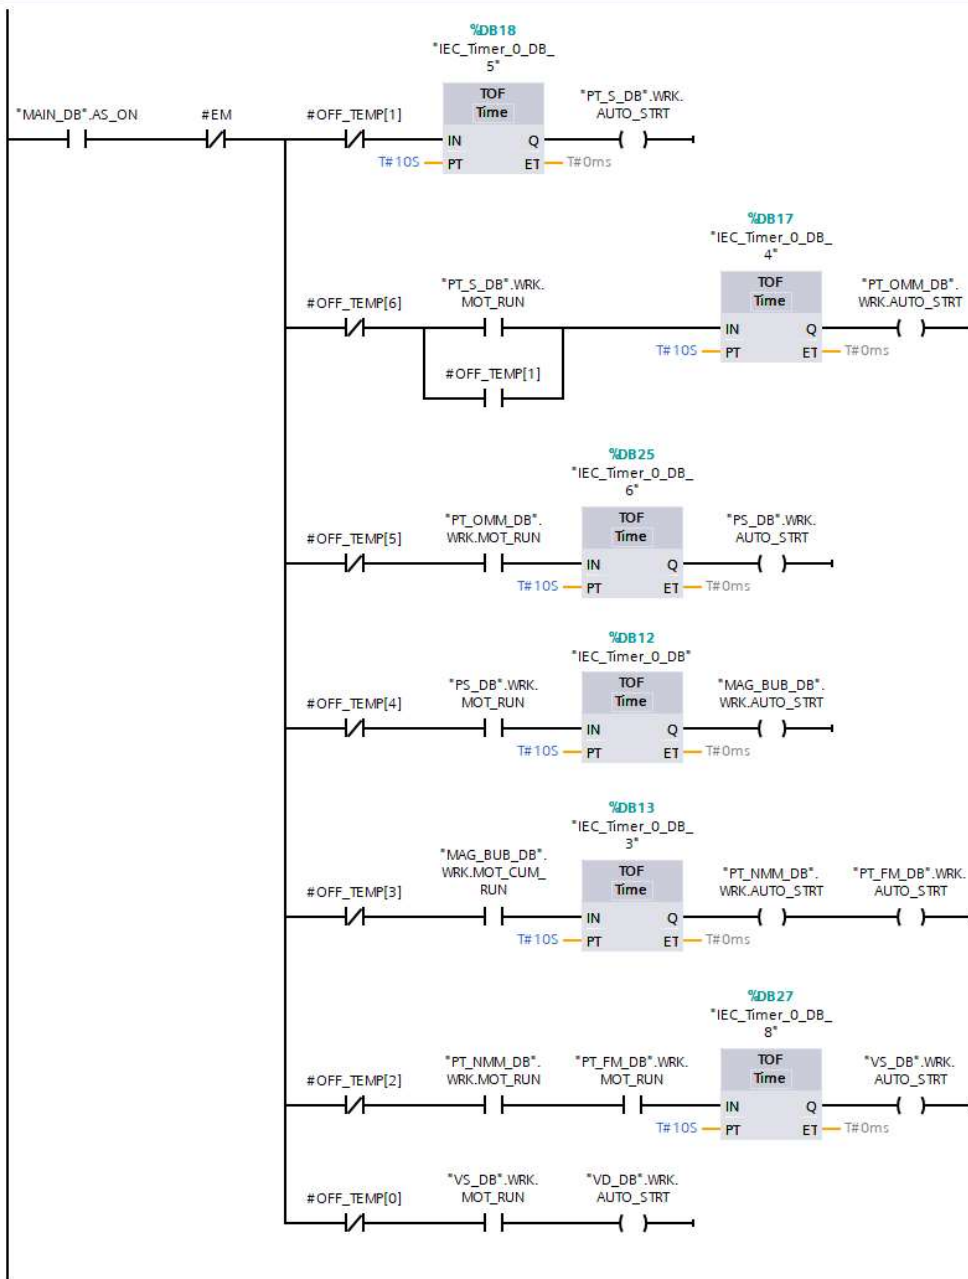 %DB18
"IEC_Timer_0_DB_
5"
"MAIN_DB".AS_ON
#EM
#OFF_TEMP[1]
TOF
Time
"PT_S_DB".WRK.
AUTO_STRT
IN Q
T#10S PT ET T#0ms
%DB17
"IEC_Timer_0_DB_
4"
#OFF_TEMP[6]
"PT_S_DB".WRK.
MOT_RUN
TOF
Time
"PT_OMM_DB".
WRK.AUTO_STRT
IN Q
T#10S PT ET T#0ms
#OFF_TEMP[1]
%DB25
"IEC_Timer_0_DB_
6"
#OFF_TEMP[5]
"PT_OMM_DB".
WRK.MOT_RUN
TOF
Time
"PS_DB".WRK.
AUTO_STRT
IN Q
T#10S PT ET T#0ms
%DB12
"IEC_Timer_0_DB"
#OFF_TEMP[4]
"PS_DB".WRK.
MOT_RUN
TOF
Time
"MAG_BUB_DB".
WRK.AUTO_STRT
IN Q
T#10S PT ET T#0ms
%DB13
"IEC_Timer_0_DB_
3"
#OFF_TEMP[3]
"MAG_BUB_DB".
WRK.MOT_CUM_
RUN
TOF
Time
"PT_NMM_DB".
WRK.AUTO_STRT
"PT_FM_DB".WRK.
AUTO_STRT
IN Q
T#10S PT ET T#0ms
%DB27
"IEC_Timer_0_DB_
8"
#OFF_TEMP[2]
"PT_NMM_DB".
WRK.MOT_RUN
"PT_FM_DB".WRK.
MOT_RUN
TOF
Time
"VS_DB".WRK.
AUTO_STRT
IN Q
T#10S PT ET T#0ms
#OFF_TEMP[0]
"VS_DB".WRK.
MOT_RUN
"VD_DB".WRK.
AUTO_STRT